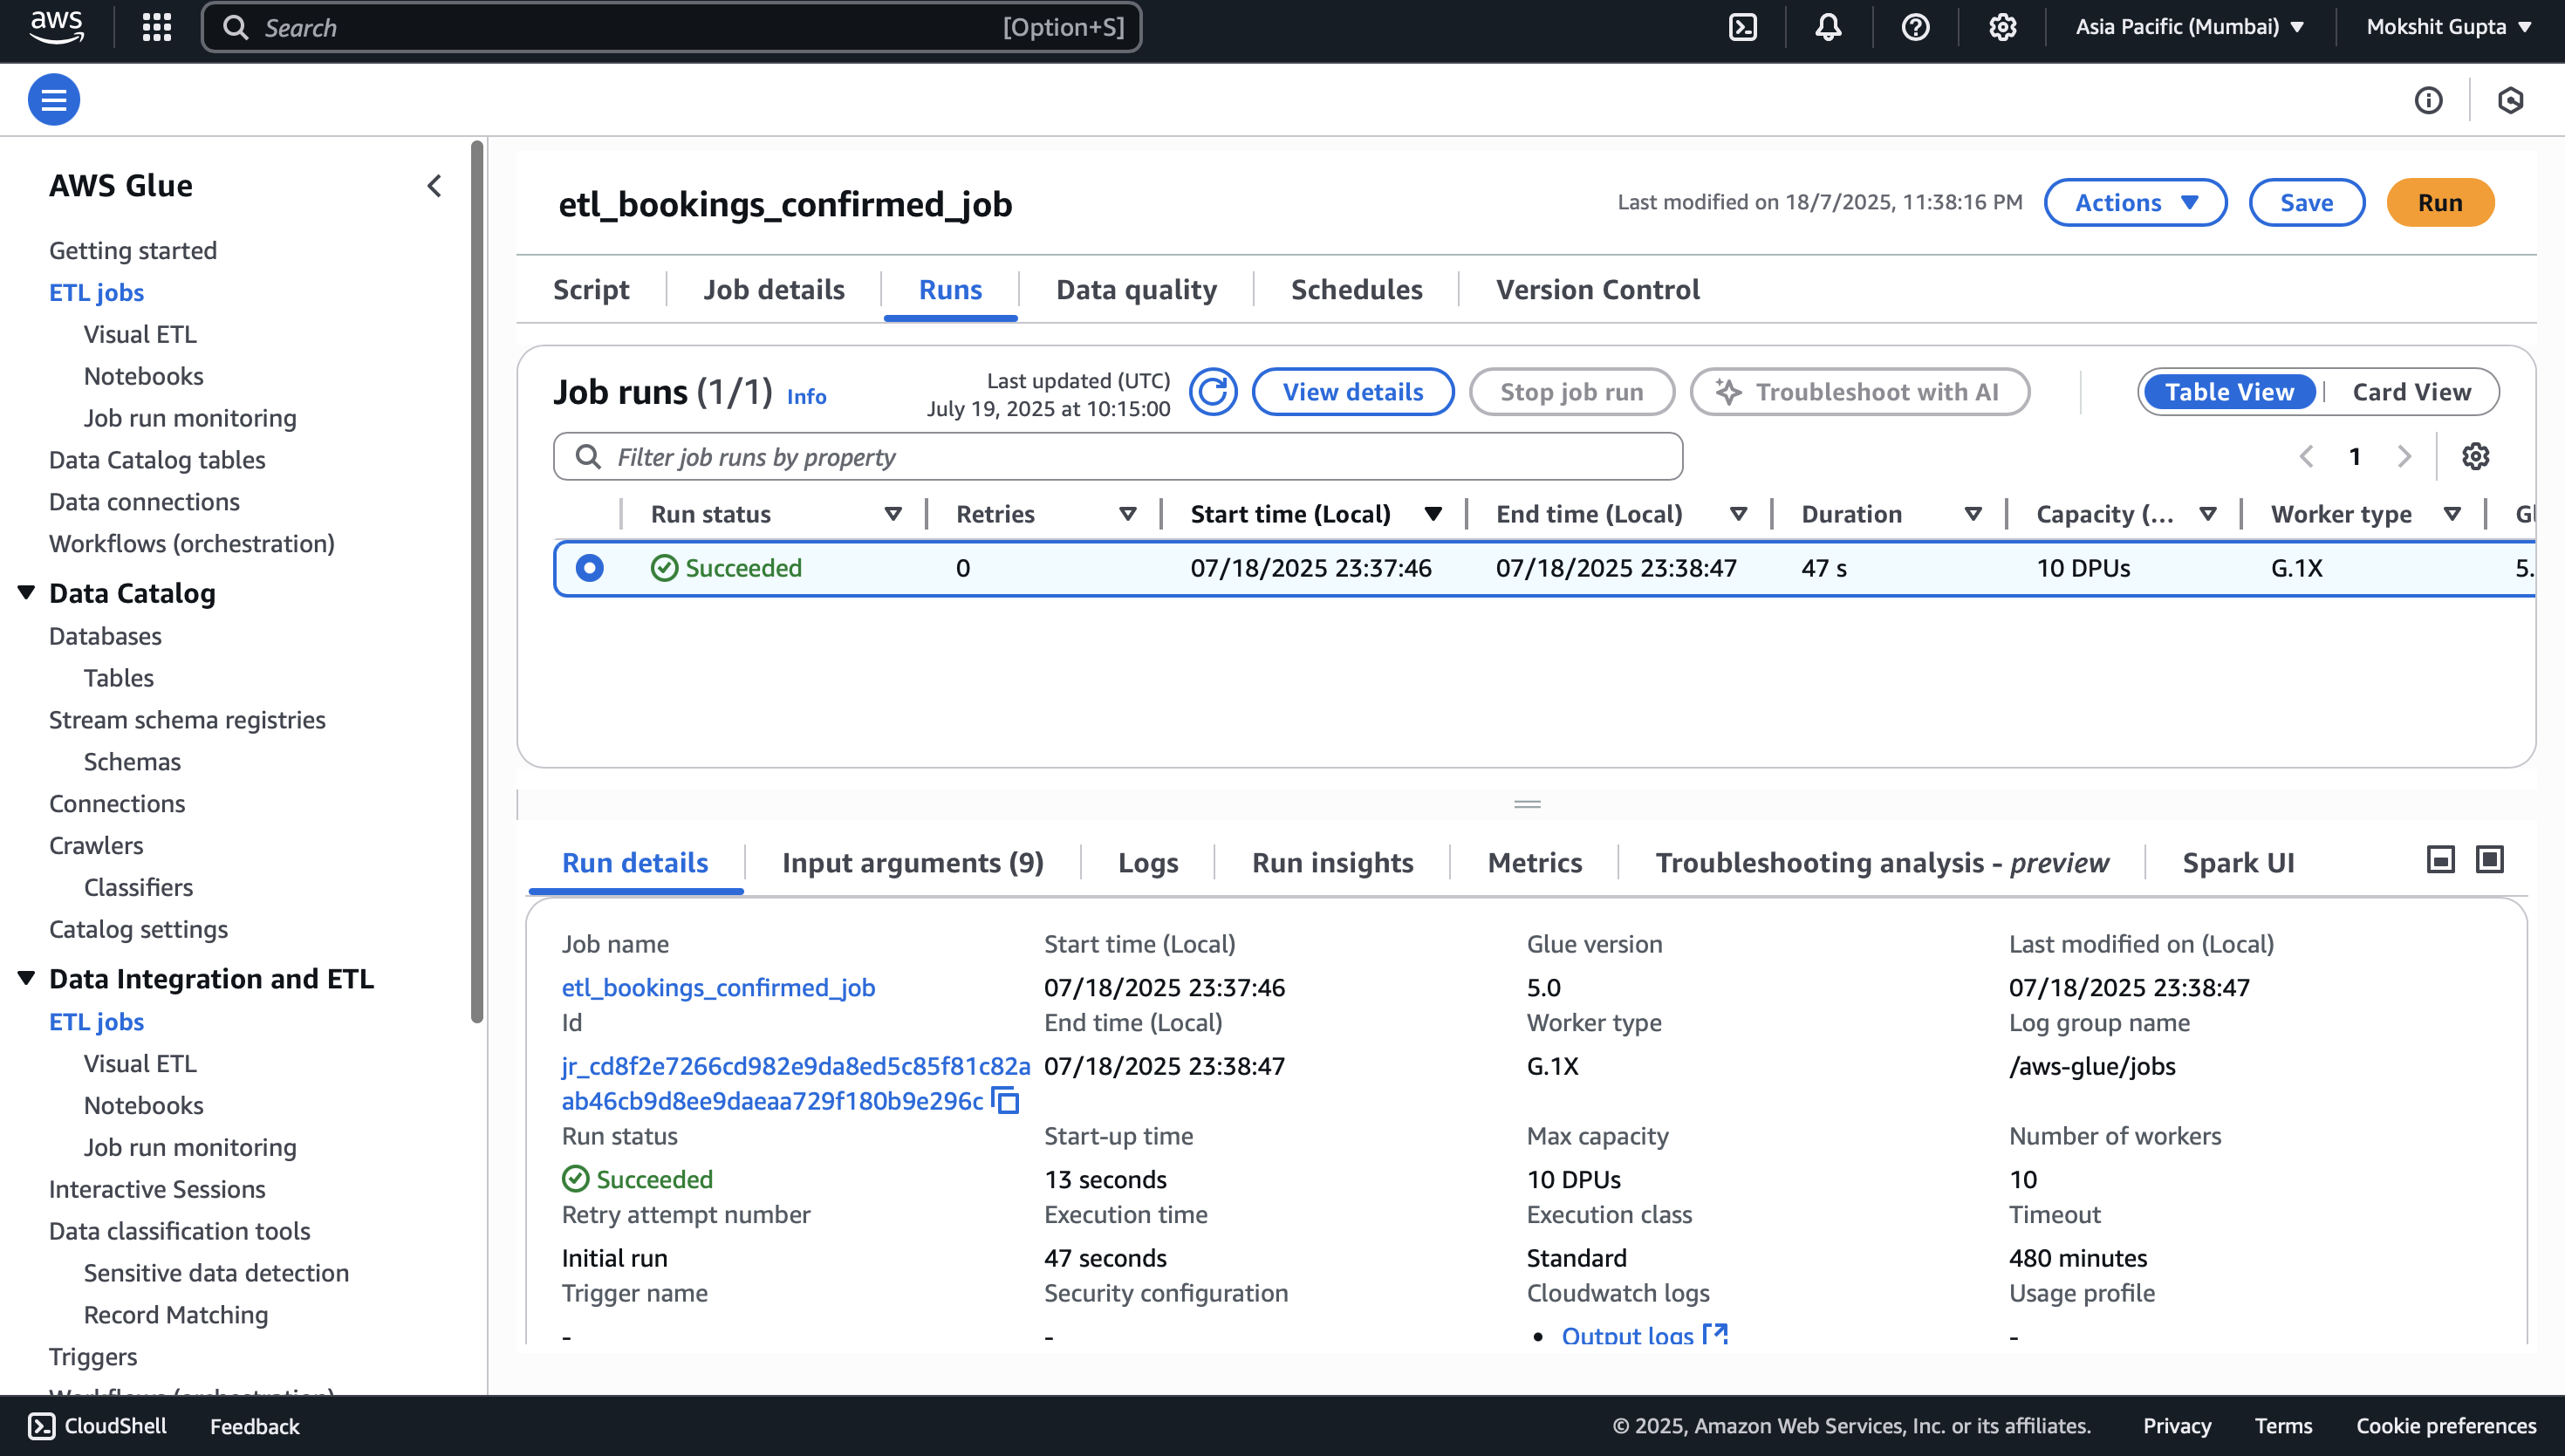 aws
Search [Option+S]
Asia Pacific (Mumbai)
Mokshit Gupta
AWS Glue
Getting started
ETL jobs
Visual ETL
Notebooks
Job run monitoring
Data Catalog tables
Data connections
Workflows (orchestration)
Data Catalog
Databases
Tables
Stream schema registries
Schemas
Connections
Crawlers
Classifiers
Catalog settings
Data Integration and ETL
ETL jobs
Visual ETL
Notebooks
Job run monitoring
Interactive Sessions
Data classification tools
Sensitive data detection
Record Matching
Triggers
Workflows (orchestration)
etl_bookings_confirmed_job
Last modified on 18/7/2025, 11:38:16 PM
Actions
Save
Run
Script
Job details
Runs
Data quality
Schedules
Version Control
Job runs (1/1) Info
Last updated (UTC)
July 19, 2025 at 10:15:00
View details
Stop job run
Troubleshoot with AI
Table View
Card View
Filter job runs by property
1
Run status Retries Start time (Local) End time (Local) Duration Capacity (... Worker type Gl
Succeeded 0 07/18/2025 23:37:46 07/18/2025 23:38:47 47 s 10 DPUs G.1X 5.
Run details
Input arguments (9)
Logs
Run insights
Metrics
Troubleshooting analysis - preview
Spark UI
Job name Start time (Local) Glue version Last modified on (Local)
etl_bookings_confirmed_job 07/18/2025 23:37:46 5.0 07/18/2025 23:38:47
Id End time (Local) Worker type Log group name
jr_cd8f2e7266cd982e9da8ed5c85f81c82a 07/18/2025 23:38:47 G.1X /aws-glue/jobs
ab46cb9d8ee9daeaa729f180b9e296c
Run status Start-up time Max capacity Number of workers
Succeeded 13 seconds 10 DPUs 10
Retry attempt number Execution time Execution class Timeout
Initial run 47 seconds Standard 480 minutes
Trigger name Security configuration Cloudwatch logs Usage profile
- - • Output logs -
CloudShell
Feedback
© 2025, Amazon Web Services, Inc. or its affiliates.
Privacy
Terms
Cookie preferences